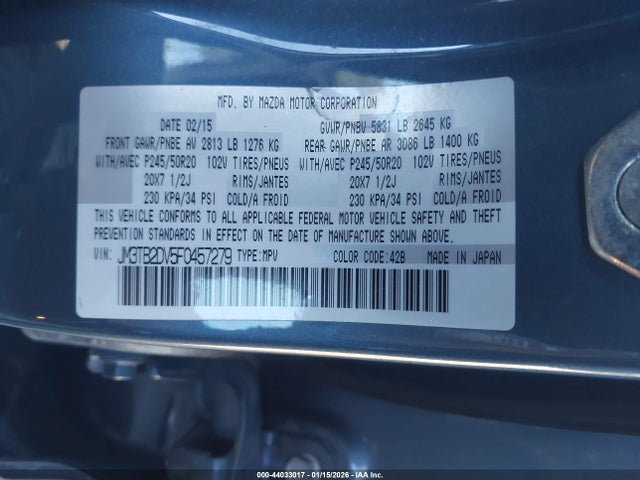 MFD. BY MAZDA MOTOR CORPORATION
DATE 02/15 GVWR/PNBV 5831 LB 2645 KG
FRONT GAWR/PNBE AV 2813 LB 1276 KG REAR GAWR/PNBE AR 3086 LB 1400 KG
WITH/AVEC P245/50R20 102V TIRES/PNEUS WITH/AVEC P245/50R20 102V TIRES/PNEUS
20X7 1/2J RIMS/JANTES 20X7 1/2J RIMS/JANTES
230 KPA/34 PSI COLD/A FROID 230 KPA/34 PSI COLD/A FROID
THIS VEHICLE CONFORMS TO ALL APPLICABLE FEDERAL MOTOR VEHICLE SAFETY AND THEFT
PREVENTION STANDARDS IN EFFECT ON THE DATE OF MANUFACTURE SHOWN ABOVE.
VIN: JM3TB2DV5F0457279 TYPE:MPV COLOR CODE:42B MADE IN JAPAN
000-44033017 - 01/15/2026 - IAA Inc.